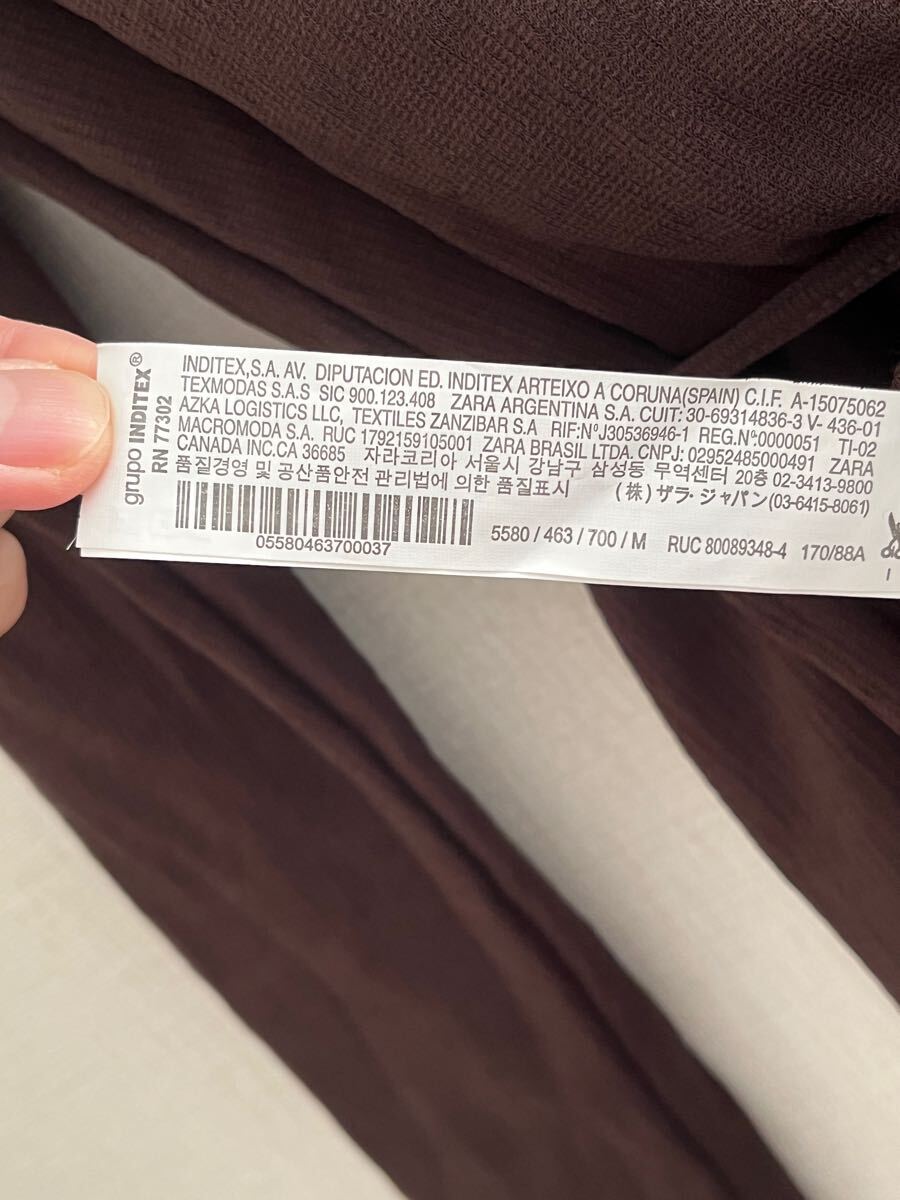 grupo INDITEX®
RN 77302
INDITEX,S.A. AV. DIPUTACION ED. INDITEX ARTEIXO A CORUNA(SPAIN) C.I.F. A-15075062
TEXMODAS S.A.S SIC 900.123.408 ZARA ARGENTINA S.A. CUIT: 30-69314836-3 V- 436-01
AZKA LOGISTICS LLC, TEXTILES ZANZIBAR S.A RIF:NºJ30536946-1 REG.Nº:0000051 TI-02
MACROMODA S.A. RUC 1792159105001 ZARA BRASIL LTDA. CNPJ: 02952485000491 ZARA
CANADA INC.CA 36685 자라코리아 서울시 강남구 삼성동 무역센터 20층 02-3413-9800
품질경영 및 공산품안전 관리법에 의한 품질표시 (株) ザラ・ジャパン(03-6415-8061)
05580463700037
5580 / 463 / 700 / M RUC 80089348-4 170/88A